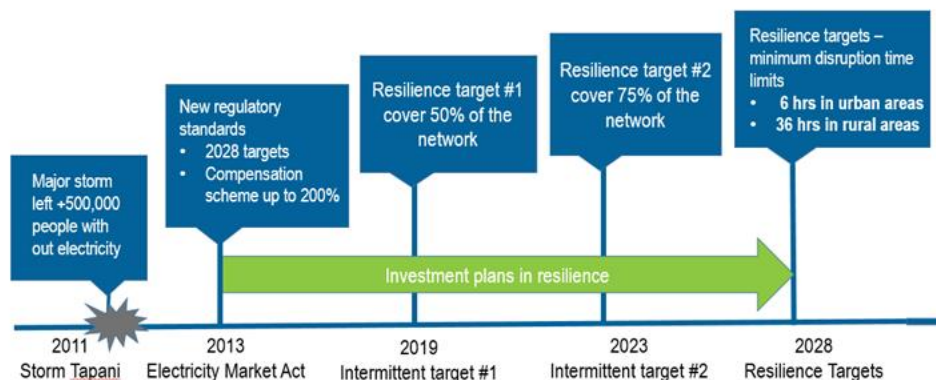 Major storm
left +500,000
people with
out electricity
New regulatory
standards
• 2028 targets
• Compensation
scheme up to 200%
Resilience target #1
cover 50% of the
network
Resilience target #2
cover 75% of the
network
Resilience targets –
minimum disruption time
limits
• 6 hrs in urban areas
• 36 hrs in rural areas
Investment plans in resilience
2011
Storm Tapani
2013
Electricity Market Act
2019
Intermittent target #1
2023
Intermittent target #2
2028
Resilience Targets